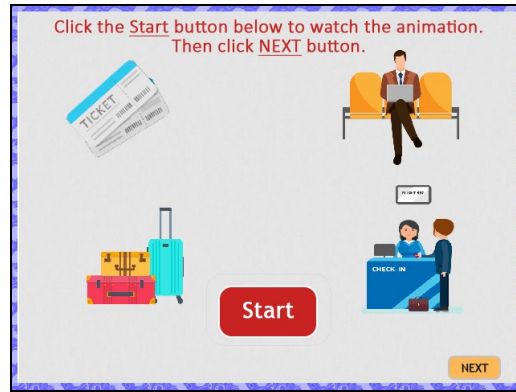 Click the Start button below to watch the animation.
Then click NEXT button.
TICKET
CHECK IN
Start
NEXT